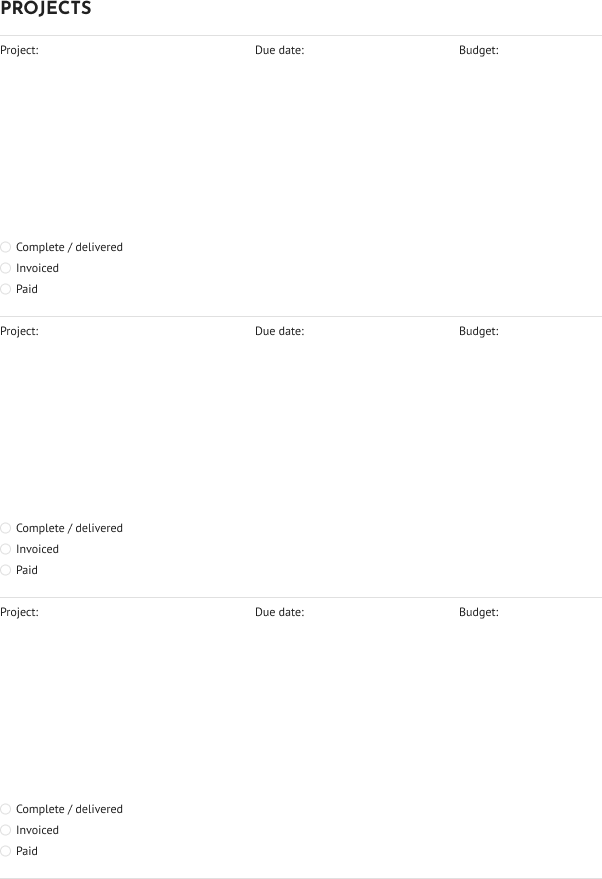 PROJECTS
Project: Due date: Budget:
Complete / delivered
Invoiced
Paid
Project: Due date: Budget:
Complete / delivered
Invoiced
Paid
Project: Due date: Budget:
Complete / delivered
Invoiced
Paid